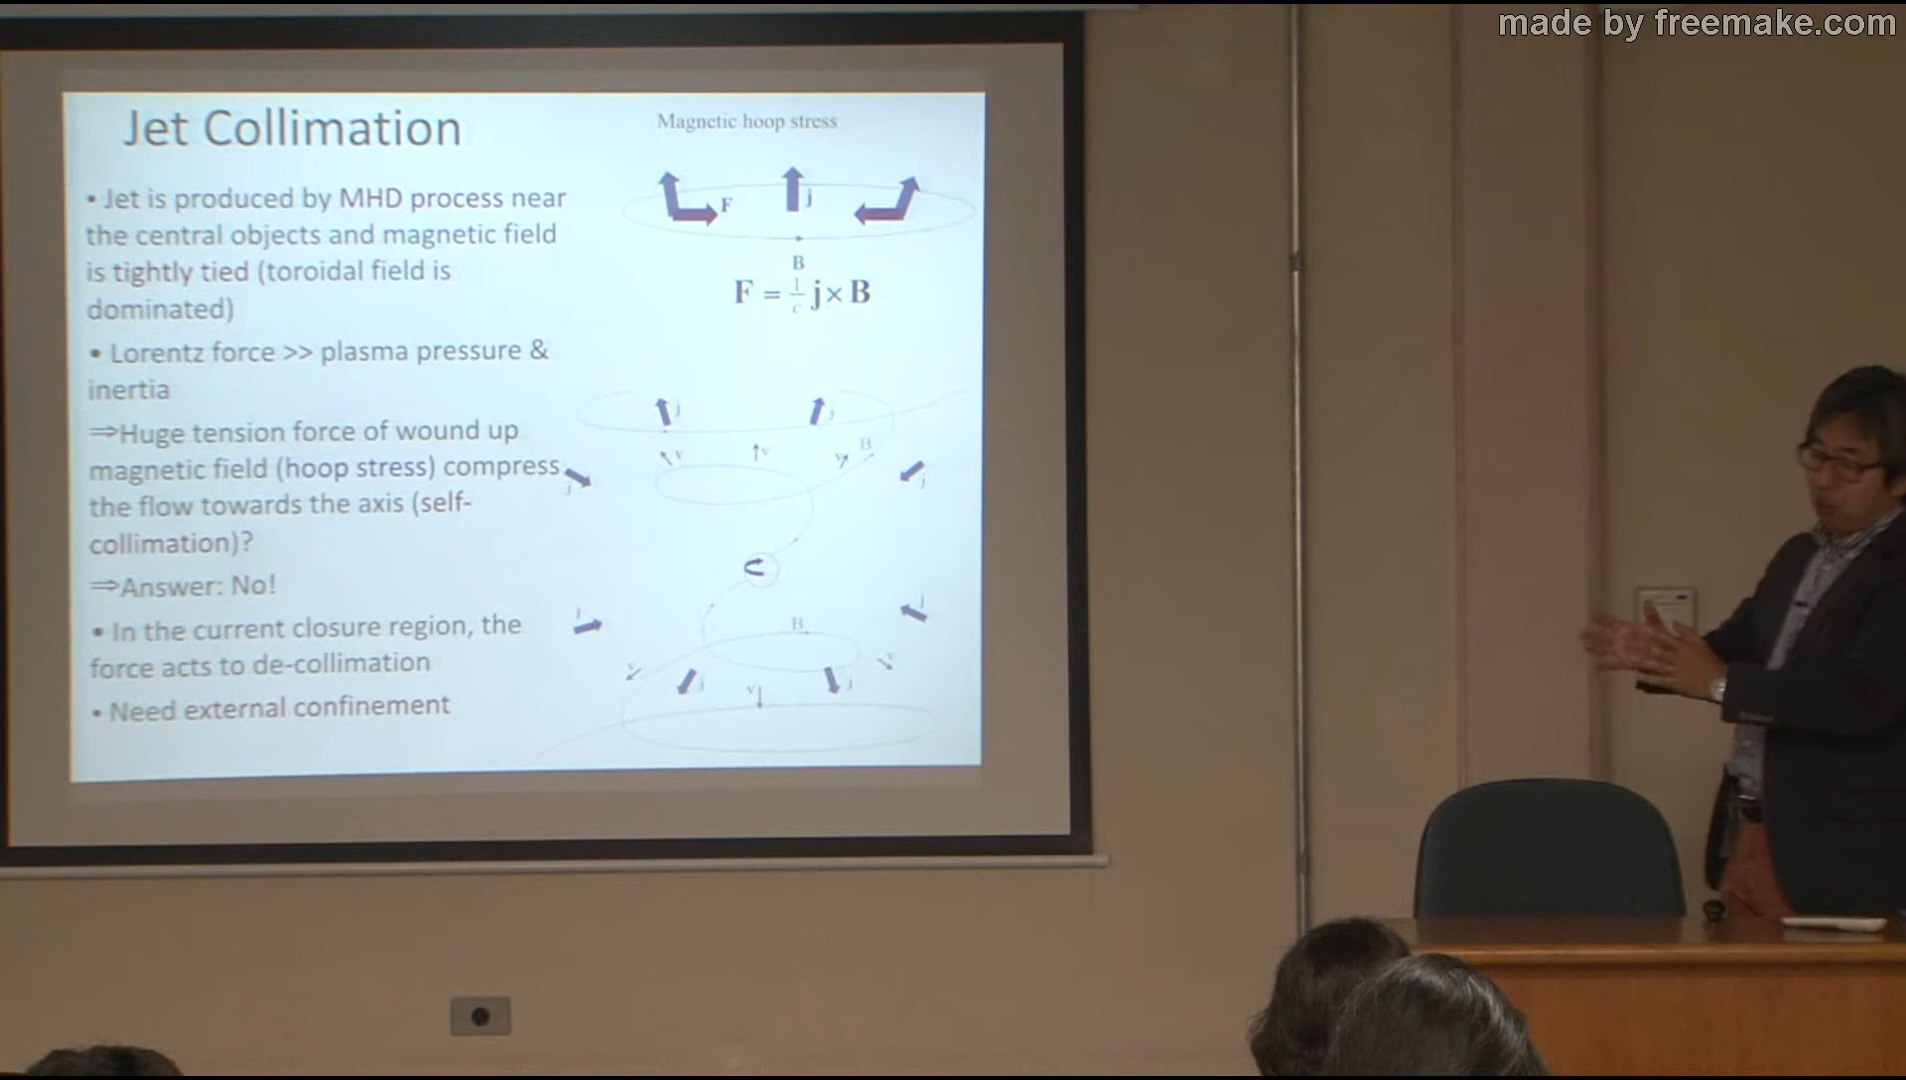 made by freemake.com
Jet Collimation
• Jet is produced by MHD process near
the central objects and magnetic field
is tightly tied (toroidal field is
dominated)
• Lorentz force >> plasma pressure &
inertia
⇒Huge tension force of wound up
magnetic field (hoop stress) compress
the flow towards the axis (self-
collimation)?
⇒Answer: No!
• In the current closure region, the
force acts to de-collimation
• Need external confinement
Magnetic hoop stress
F
j
B
F = 1/c j × B
j
j
v
v
v
B
j
j
j
j
B
v
v
j
v
j